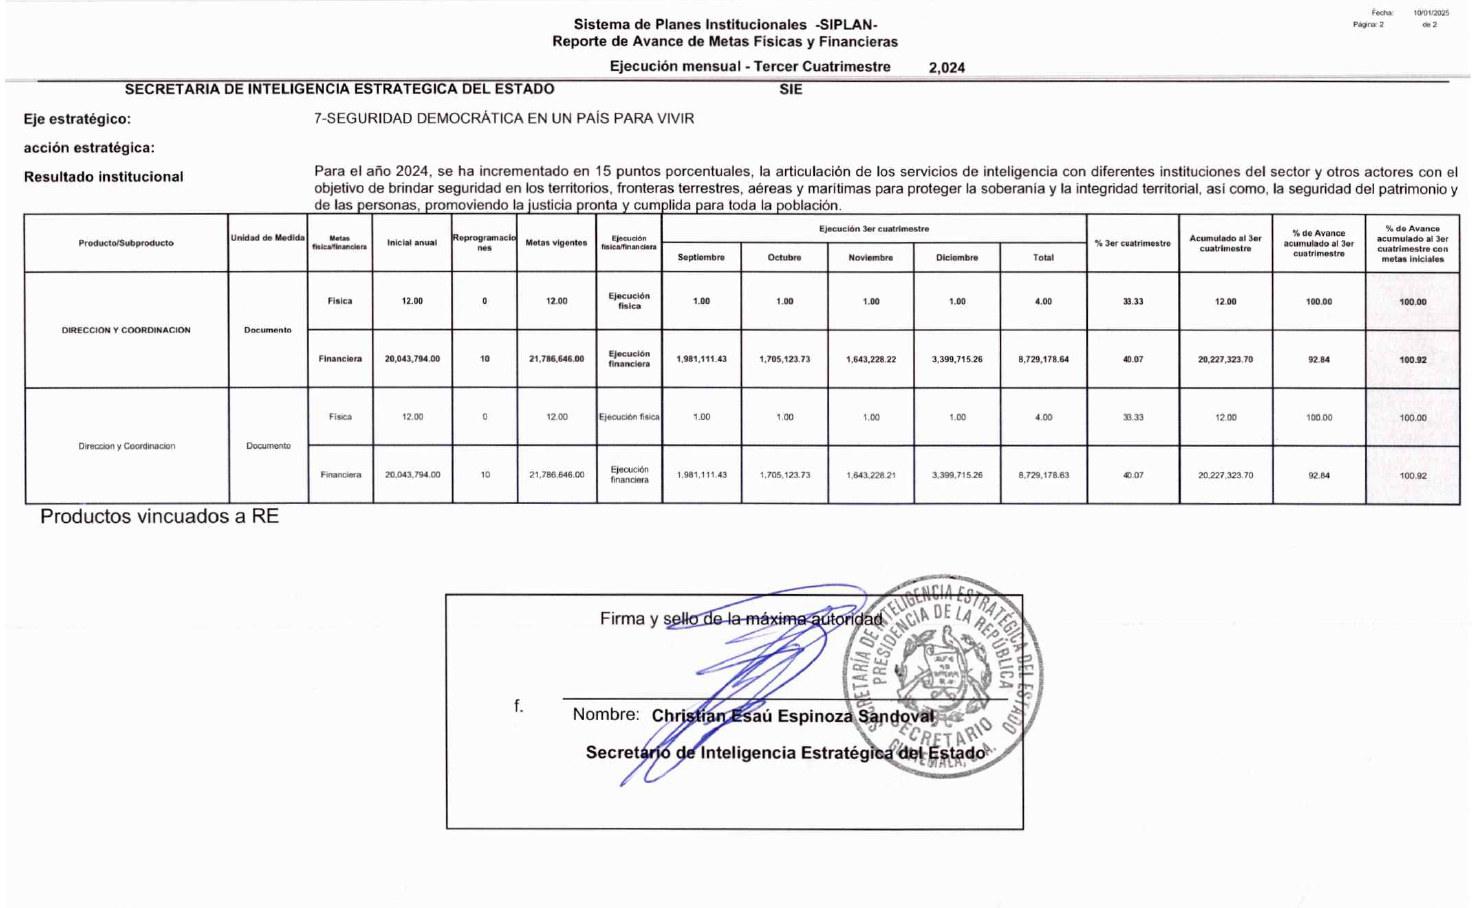 Fecha: 10/01/2025
Página: 2 de 2
Sistema de Planes Institucionales -SIPLAN-
Reporte de Avance de Metas Físicas y Financieras
Ejecución mensual - Tercer Cuatrimestre 2,024
SECRETARIA DE INTELIGENCIA ESTRATEGICA DEL ESTADO SIE
Eje estratégico: 7-SEGURIDAD DEMOCRÁTICA EN UN PAÍS PARA VIVIR
acción estratégica:
Resultado institucional
Para el año 2024, se ha incrementado en 15 puntos porcentuales, la articulación de los servicios de inteligencia con diferentes instituciones del sector y otros actores con el
objetivo de brindar seguridad en los territorios, fronteras terrestres, aéreas y marítimas para proteger la soberanía y la integridad territorial, así como, la seguridad del patrimonio y
de las personas, promoviendo la justicia pronta y cumplida para toda la población.
Producto/Subproducto Unidad de Medida Metas física/financiera Inicial anual Reprogramaciones Metas vigentes Ejecución física/financiera Ejecución 3er cuatrimestre % 3er cuatrimestre Acumulado al 3er cuatrimestre % de Avance acumulado al 3er cuatrimestre % de Avance acumulado al 3er cuatrimestre con metas iniciales
Septiembre Octubre Noviembre Diciembre Total
DIRECCION Y COORDINACION Documento
Fisica 12.00 0 12.00 Ejecución fisica 1.00 1.00 1.00 1.00 4.00 33.33 12.00 100.00 100.00
Financiera 20,043,794.00 10 21,786,646.00 Ejecución financiera 1,981,111.43 1,705,123.73 1,643,228.22 3,399,715.26 8,729,178.64 40.07 20,227,323.70 92.84 100.92
Direccion y Coordinacion Documento
Fisica 12.00 0 12.00 Ejecución fisica 1.00 1.00 1.00 1.00 4.00 33.33 12.00 100.00 100.00
Financiera 20,043,794.00 10 21,786,646.00 Ejecución financiera 1,981,111.43 1,705,123.73 1,643,228.21 3,399,715.26 8,729,178.63 40.07 20,227,323.70 92.84 100.92
Productos vincuados a RE
Firma y sello de la máxima autoridad
f.
Nombre: Christian Esaú Espinoza Sandoval
Secretario de Inteligencia Estratégica del Estado
SECRETARÍA DE INTELIGENCIA ESTRATÉGICA DEL ESTADO
PRESIDENCIA DE LA REPÚBLICA
SECRETARIO
GUATEMALA, C.A.